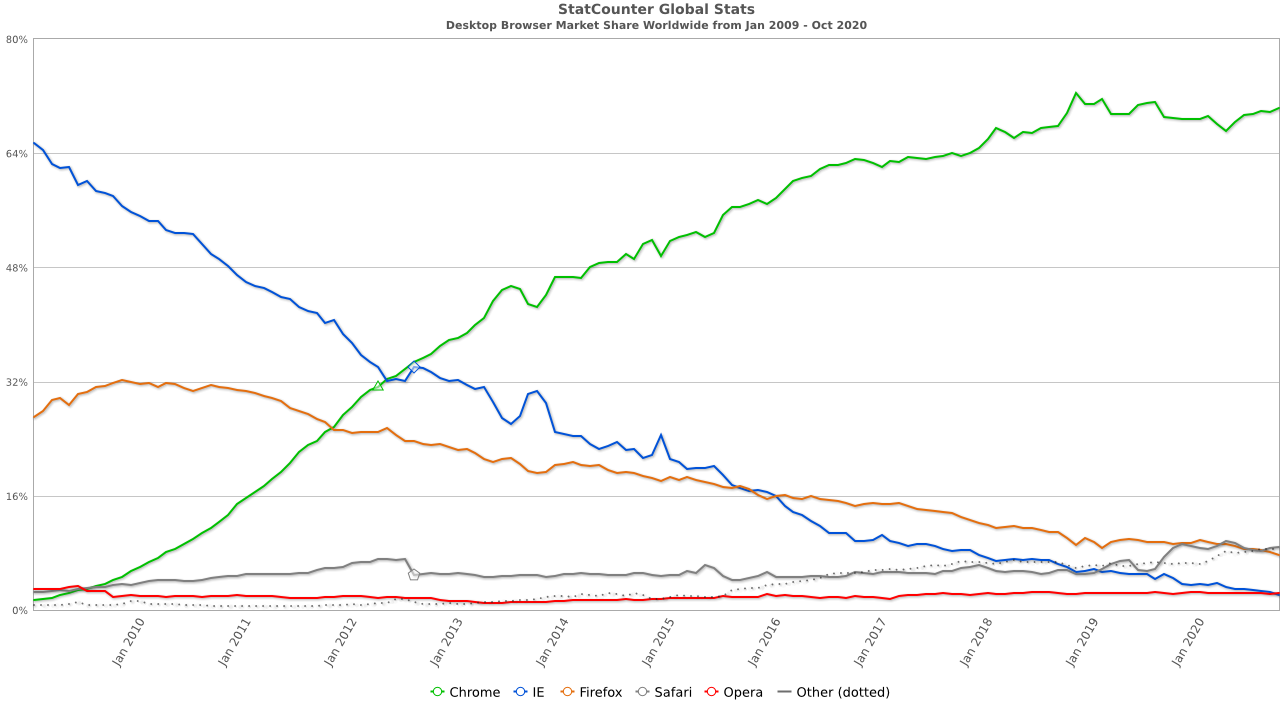 StatCounter Global Stats
Desktop Browser Market Share Worldwide from Jan 2009 - Oct 2020
80%
64%
48%
32%
16%
0%
Jan 2010
Jan 2011
Jan 2012
Jan 2013
Jan 2014
Jan 2015
Jan 2016
Jan 2017
Jan 2018
Jan 2019
Jan 2020
Chrome IE Firefox Safari Opera Other (dotted)